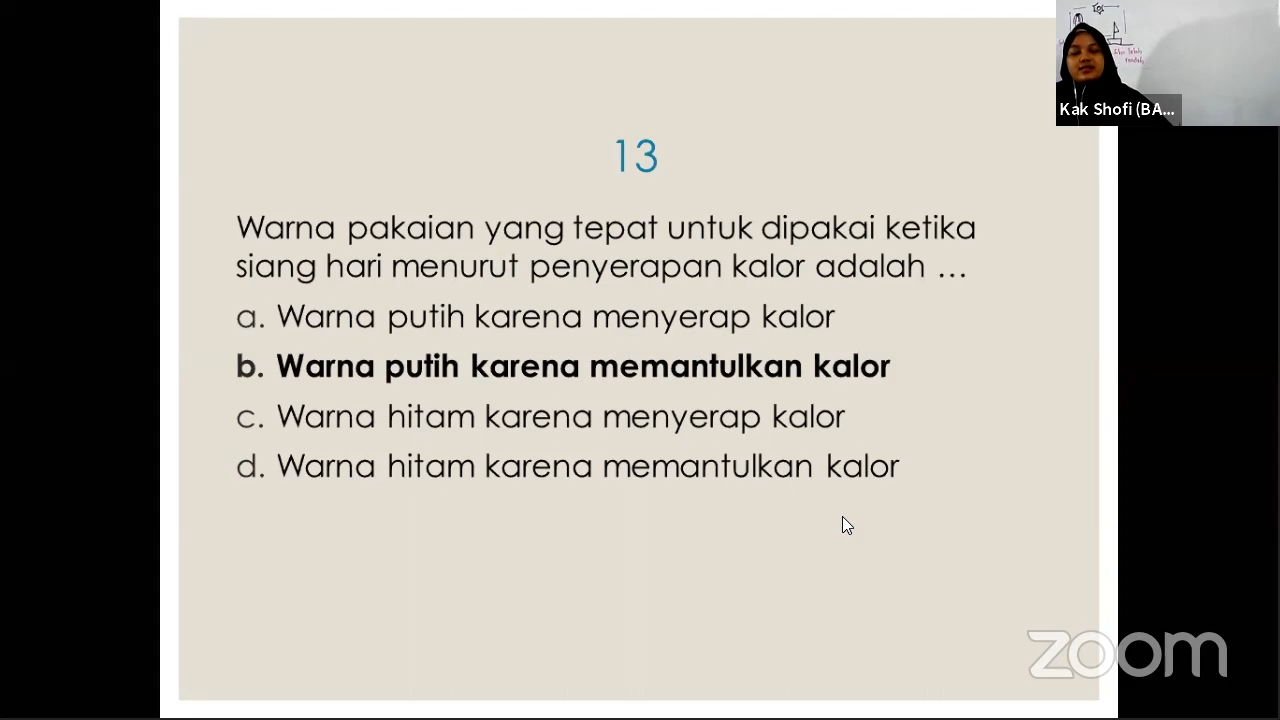 13
Warna pakaian yang tepat untuk dipakai ketika
siang hari menurut penyerapan kalor adalah ...
a. Warna putih karena menyerap kalor
b. Warna putih karena memantulkan kalor
c. Warna hitam karena menyerap kalor
d. Warna hitam karena memantulkan kalor
Kak Shofi (BA...
zoom